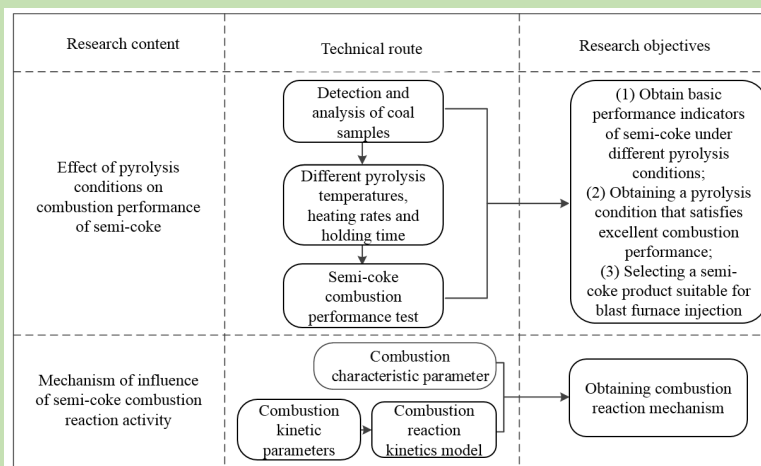 Research content
Technical route
Research objectives
Effect of pyrolysis
conditions on
combustion performance
of semi-coke
Detection and
analysis of coal
samples
Different pyrolysis
temperatures,
heating rates and
holding time
Semi-coke
combustion
performance test
(1) Obtain basic
performance indicators
of semi-coke under
different pyrolysis
conditions;
(2) Obtaining a pyrolysis
condition that satisfies
excellent combustion
performance;
(3) Selecting a semi-
coke product suitable for
blast furnace injection
Mechanism of influence
of semi-coke combustion
reaction activity
Combustion
characteristic parameter
Combustion
kinetic
parameters
Combustion
reaction
kinetics model
Obtaining combustion
reaction mechanism